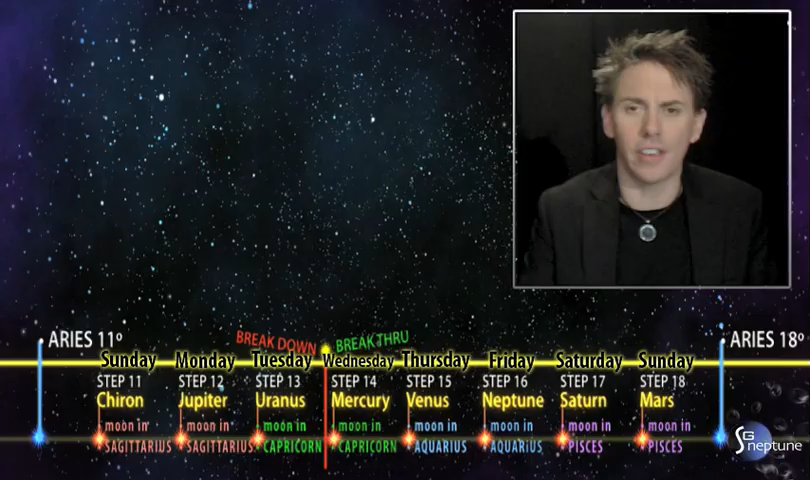 ARIES 11º
BREAK DOWN
BREAK THRU
ARIES 18º
Sunday Monday Tuesday Wednesday Thursday Friday Saturday Sunday
STEP 11 STEP 12 STEP 13 STEP 14 STEP 15 STEP 16 STEP 17 STEP 18
Chiron Jupiter Uranus Mercury Venus Neptune Saturn Mars
moon in moon in moon in moon in moon in moon in moon in moon in
SAGITTARIUS SAGITTARIUS CAPRICORN CAPRICORN AQUARIUS AQUARIUS PISCES PISCES
SG neptune